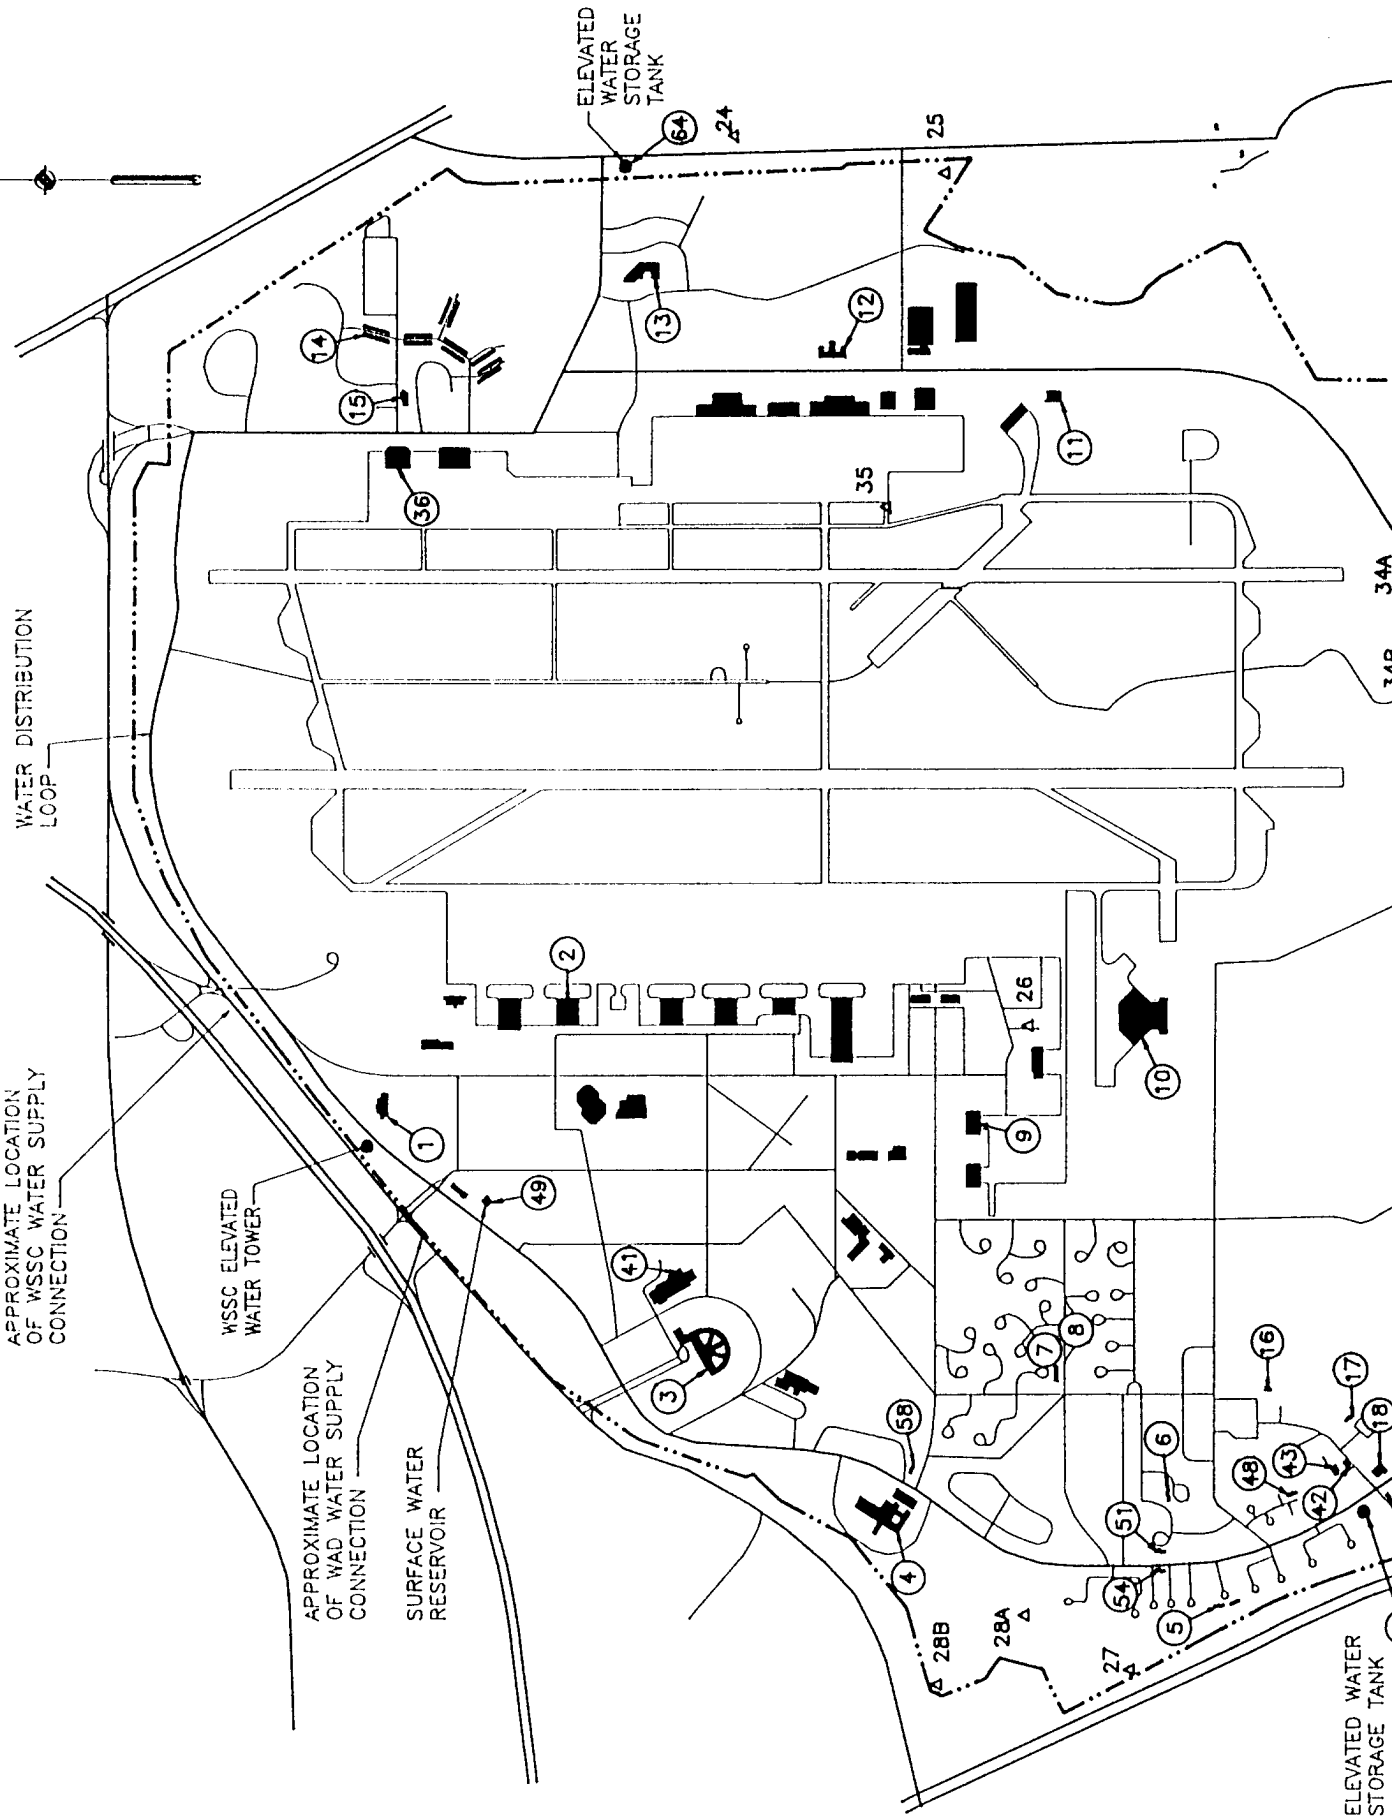 WATER DISTRIBUTION
LOOP
ELEVATED
WATER
STORAGE
TANK
APPROXIMATE LOCATION
OF WSSC WATER SUPPLY
CONNECTION
WSSC ELEVATED
WATER TOWER
APPROXIMATE LOCATION
OF WAD WATER SUPPLY
CONNECTION
SURFACE WATER
RESERVOIR
ELEVATED WATER
STORAGE TANK
64
24
25
14
15
13
12
36
35
11
34A
34B
2
1
49
26
10
9
41
3
7
8
58
4
16
17
18
6
48
43
42
51
54
5
28B
28A
27